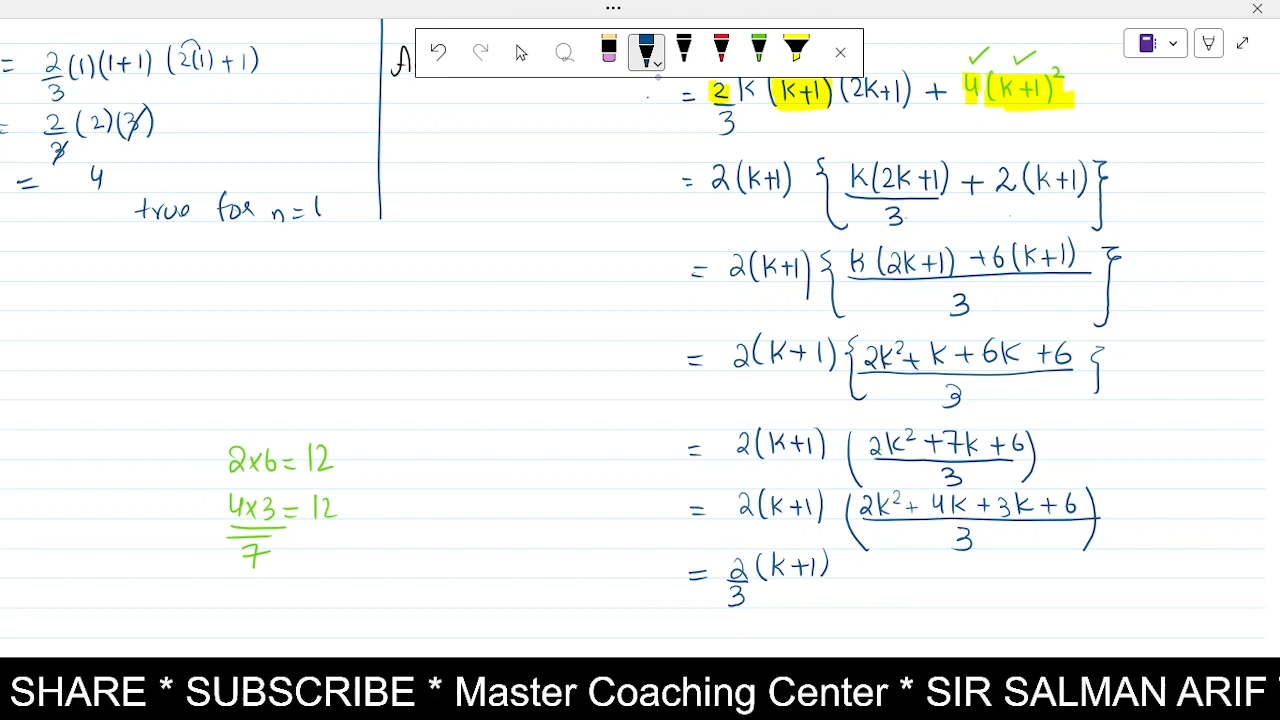 = 2/3 (1)(1+1) (2(1)+1)
= 2/3 (2)(3)
= 4
true for n=1
A
= 2/3 k (k+1)(2k+1) + 4(k+1)²
= 2(k+1) { k(2k+1)/3 + 2(k+1) }
= 2(k+1) { k(2k+1) +6(k+1) / 3 }
= 2(k+1) { 2k²+k+6k+6 / 3 }
= 2(k+1) ( 2k²+7k+6 / 3 )
= 2(k+1) ( 2k²+4k+3k+6 / 3 )
= 2/3 (k+1)
2×6=12
4×3=12
7
SHARE * SUBSCRIBE * Master Coaching Center * SIR SALMAN ARIF